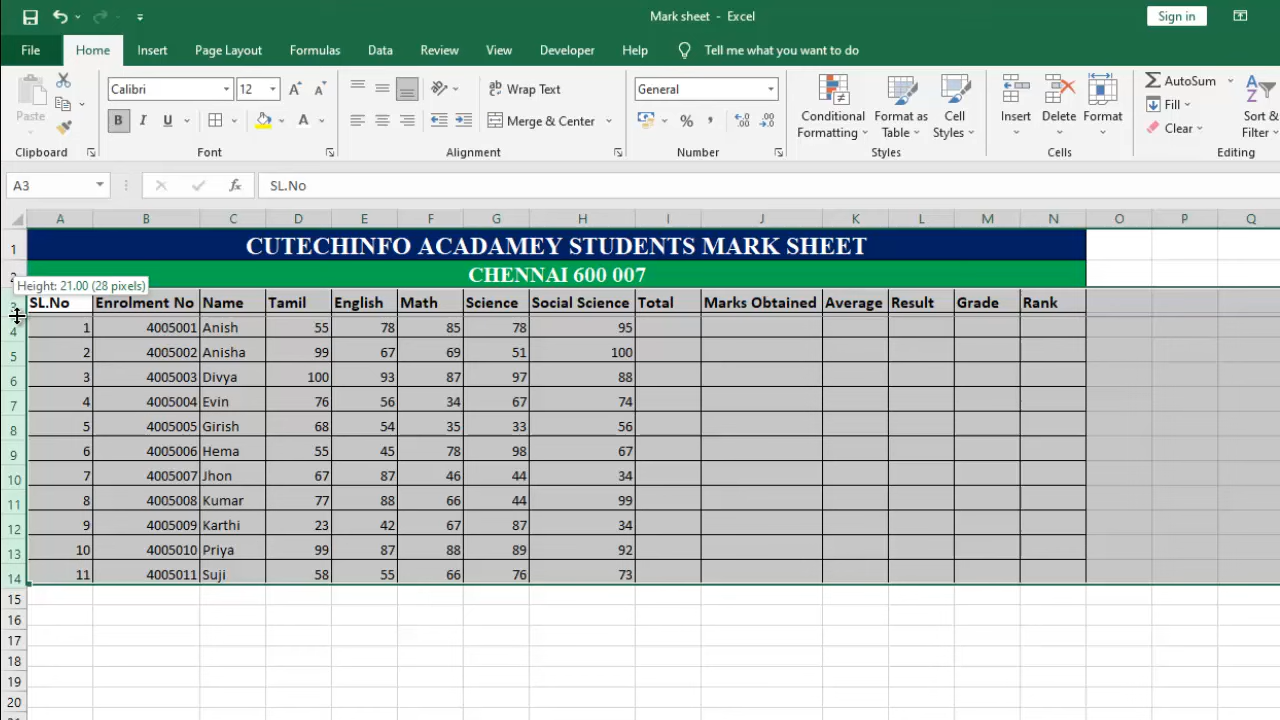 Mark sheet - Excel
Sign in
File Home Insert Page Layout Formulas Data Review View Developer Help Tell me what you want to do
Paste
Calibri 12
B I U
Wrap Text
Merge & Center
General
Conditional Formatting
Format as Table
Cell Styles
Insert Delete Format
AutoSum
Fill
Clear
Sort & Filter
Clipboard Font Alignment Number Styles Cells Editing
A3 fx SL.No
A B C D E F G H I J K L M N O P Q
1 CUTECHINFO ACADAMEY STUDENTS MARK SHEET
2 CHENNAI 600 007
Height: 21.00 (28 pixels)
3 SL.No Enrolment No Name Tamil English Math Science Social Science Total Marks Obtained Average Result Grade Rank
4 1 4005001 Anish 55 78 85 78 95
5 2 4005002 Anisha 99 67 69 51 100
6 3 4005003 Divya 100 93 87 97 88
7 4 4005004 Evin 76 56 34 67 74
8 5 4005005 Girish 68 54 35 33 56
9 6 4005006 Hema 55 45 78 98 67
10 7 4005007 Jhon 67 87 46 44 34
11 8 4005008 Kumar 77 88 66 44 99
12 9 4005009 Karthi 23 42 67 87 34
13 10 4005010 Priya 99 87 88 89 92
14 11 4005011 Suji 58 55 66 76 73
15
16
17
18
19
20